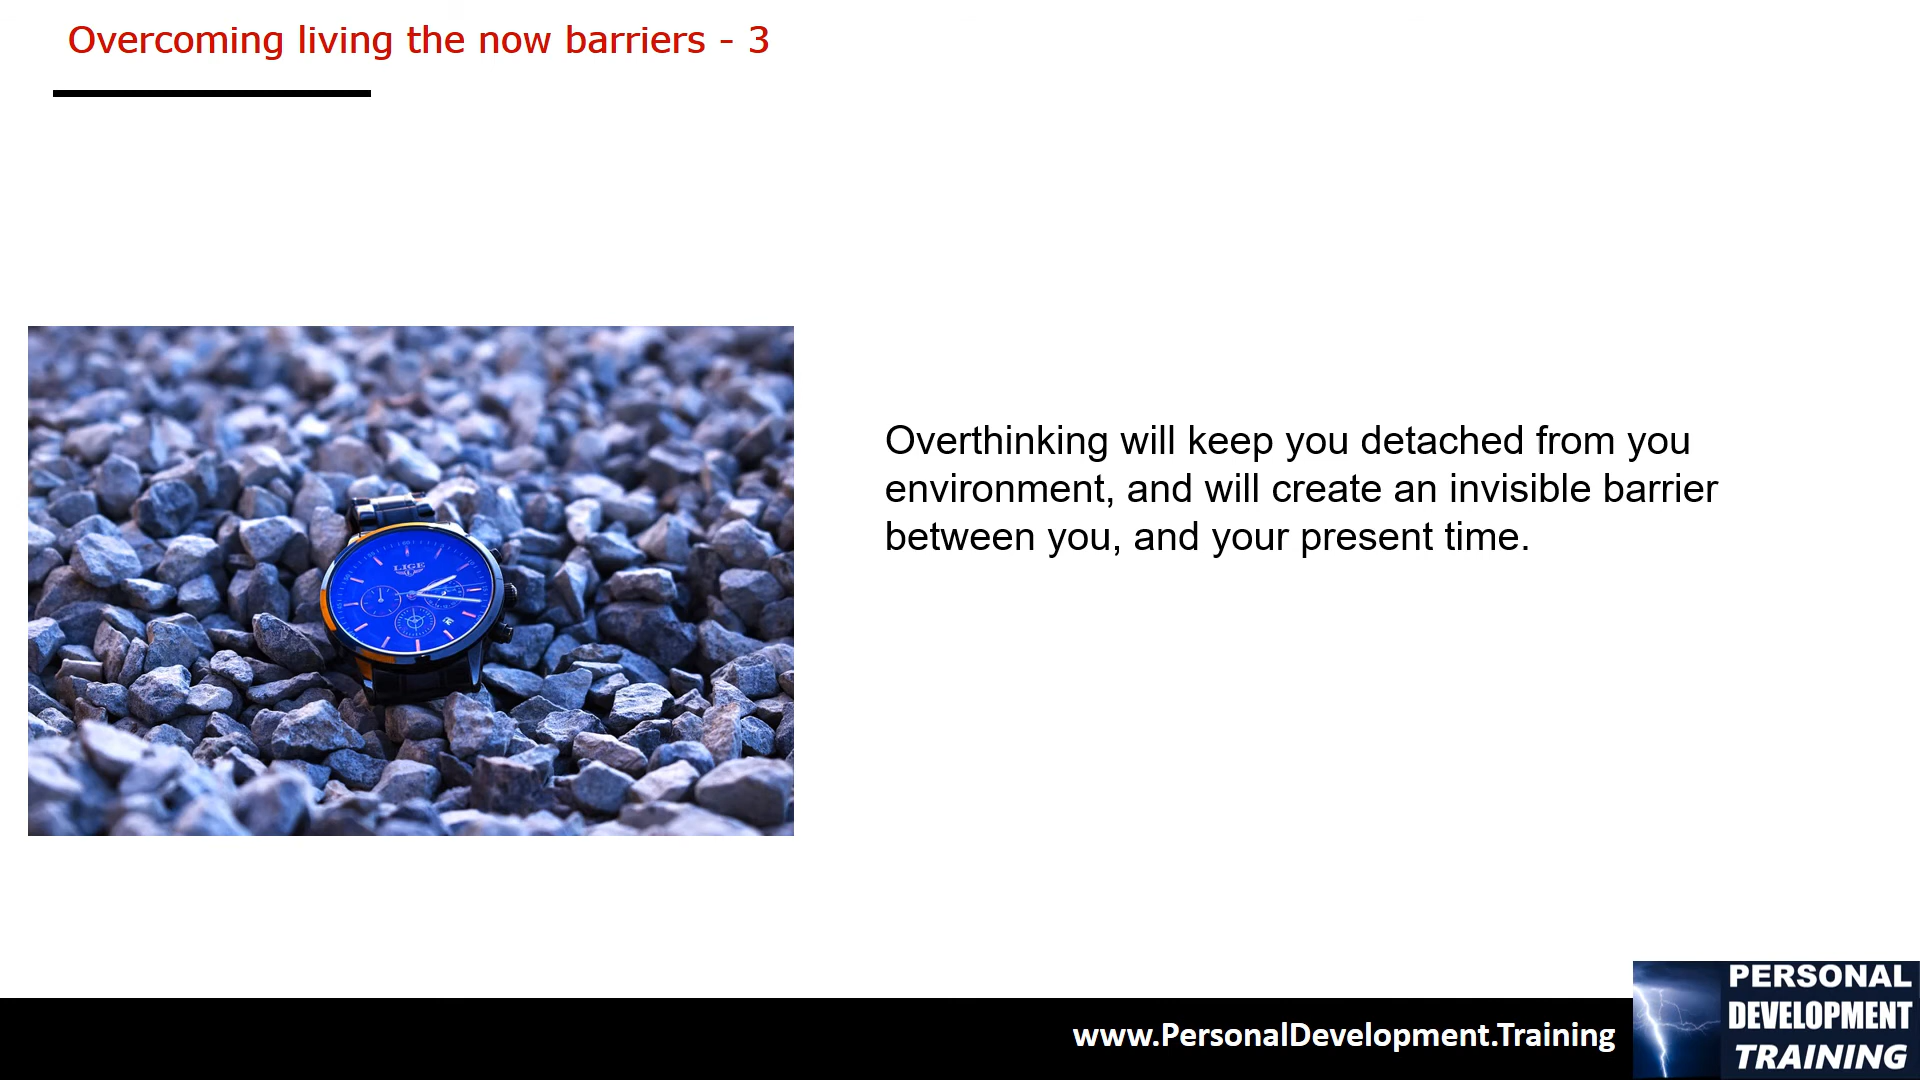 Overcoming living the now barriers - 3
LIGE
Overthinking will keep you detached from you
environment, and will create an invisible barrier
between you, and your present time.
www.PersonalDevelopment.Training
PERSONAL
DEVELOPMENT
TRAINING